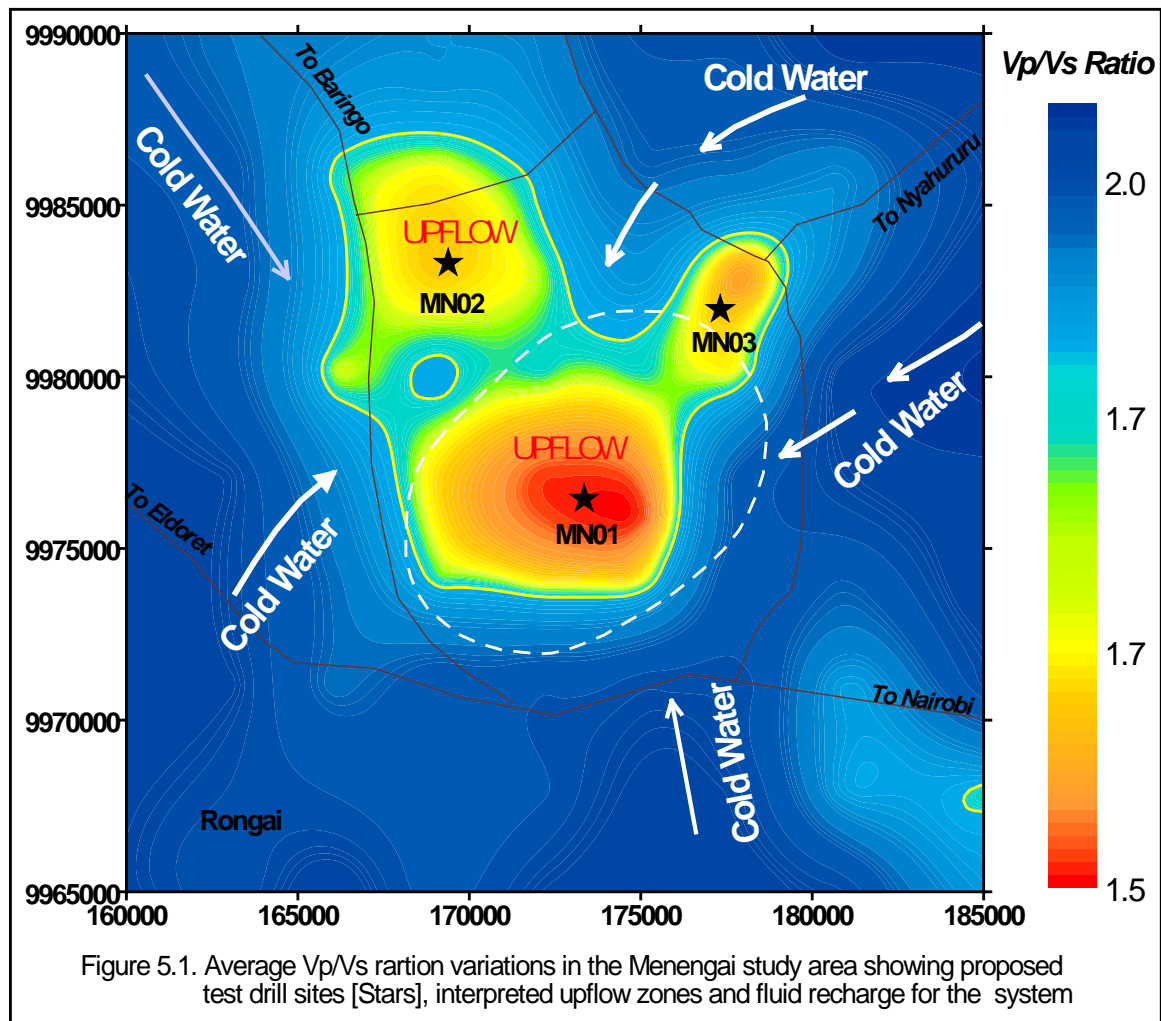 9990000
Vp/Vs Ratio
To Baringo
Cold Water
Cold Water
2.0
9985000
To Nyahururu
UPFLOW
MN02
MN03
9980000
Cold Water
1.7
UPFLOW
MN01
To Eldoret
9975000
Cold Water
1.7
To Nairobi
9970000
Cold Water
Rongai
9965000
1.5
160000 165000 170000 175000 180000 185000
Figure 5.1. Average Vp/Vs rartion variations in the Menengai study area showing proposed
test drill sites [Stars], interpreted upflow zones and fluid recharge for the system